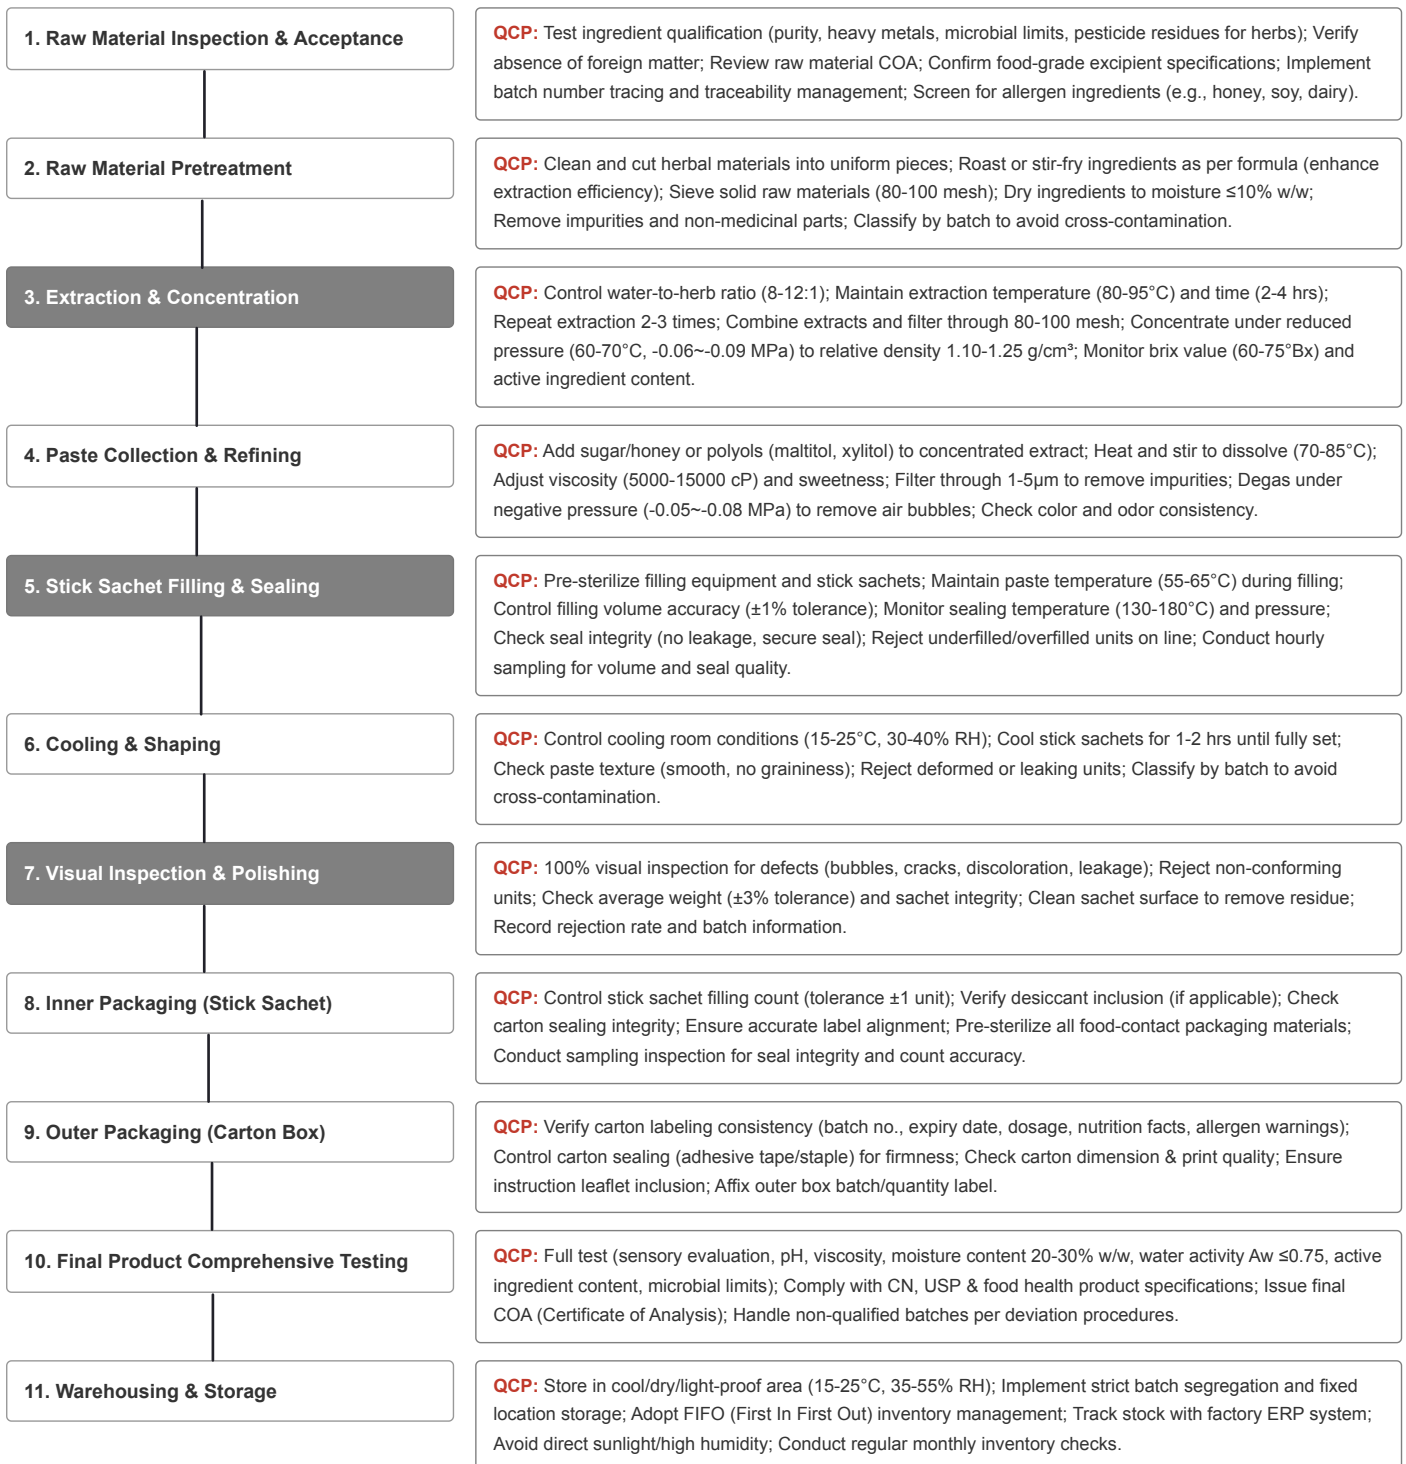 1. Raw Material Inspection & Acceptance
QCP: Test ingredient qualification (purity, heavy metals, microbial limits, pesticide residues for herbs); Verify
absence of foreign matter; Review raw material COA; Confirm food-grade excipient specifications; Implement
batch number tracing and traceability management; Screen for allergen ingredients (e.g., honey, soy, dairy).
2. Raw Material Pretreatment
QCP: Clean and cut herbal materials into uniform pieces; Roast or stir-fry ingredients as per formula (enhance
extraction efficiency); Sieve solid raw materials (80-100 mesh); Dry ingredients to moisture ≤10% w/w;
Remove impurities and non-medicinal parts; Classify by batch to avoid cross-contamination.
3. Extraction & Concentration
QCP: Control water-to-herb ratio (8-12:1); Maintain extraction temperature (80-95°C) and time (2-4 hrs);
Repeat extraction 2-3 times; Combine extracts and filter through 80-100 mesh; Concentrate under reduced
pressure (60-70°C, -0.06~-0.09 MPa) to relative density 1.10-1.25 g/cm³; Monitor brix value (60-75°Bx) and
active ingredient content.
4. Paste Collection & Refining
QCP: Add sugar/honey or polyols (maltitol, xylitol) to concentrated extract; Heat and stir to dissolve (70-85°C);
Adjust viscosity (5000-15000 cP) and sweetness; Filter through 1-5μm to remove impurities; Degas under
negative pressure (-0.05~-0.08 MPa) to remove air bubbles; Check color and odor consistency.
5. Stick Sachet Filling & Sealing
QCP: Pre-sterilize filling equipment and stick sachets; Maintain paste temperature (55-65°C) during filling;
Control filling volume accuracy (±1% tolerance); Monitor sealing temperature (130-180°C) and pressure;
Check seal integrity (no leakage, secure seal); Reject underfilled/overfilled units on line; Conduct hourly
sampling for volume and seal quality.
6. Cooling & Shaping
QCP: Control cooling room conditions (15-25°C, 30-40% RH); Cool stick sachets for 1-2 hrs until fully set;
Check paste texture (smooth, no graininess); Reject deformed or leaking units; Classify by batch to avoid
cross-contamination.
7. Visual Inspection & Polishing
QCP: 100% visual inspection for defects (bubbles, cracks, discoloration, leakage); Reject non-conforming
units; Check average weight (±3% tolerance) and sachet integrity; Clean sachet surface to remove residue;
Record rejection rate and batch information.
8. Inner Packaging (Stick Sachet)
QCP: Control stick sachet filling count (tolerance ±1 unit); Verify desiccant inclusion (if applicable); Check
carton sealing integrity; Ensure accurate label alignment; Pre-sterilize all food-contact packaging materials;
Conduct sampling inspection for seal integrity and count accuracy.
9. Outer Packaging (Carton Box)
QCP: Verify carton labeling consistency (batch no., expiry date, dosage, nutrition facts, allergen warnings);
Control carton sealing (adhesive tape/staple) for firmness; Check carton dimension & print quality; Ensure
instruction leaflet inclusion; Affix outer box batch/quantity label.
10. Final Product Comprehensive Testing
QCP: Full test (sensory evaluation, pH, viscosity, moisture content 20-30% w/w, water activity Aw ≤0.75, active
ingredient content, microbial limits); Comply with CN, USP & food health product specifications; Issue final
COA (Certificate of Analysis); Handle non-qualified batches per deviation procedures.
11. Warehousing & Storage
QCP: Store in cool/dry/light-proof area (15-25°C, 35-55% RH); Implement strict batch segregation and fixed
location storage; Adopt FIFO (First In First Out) inventory management; Track stock with factory ERP system;
Avoid direct sunlight/high humidity; Conduct regular monthly inventory checks.